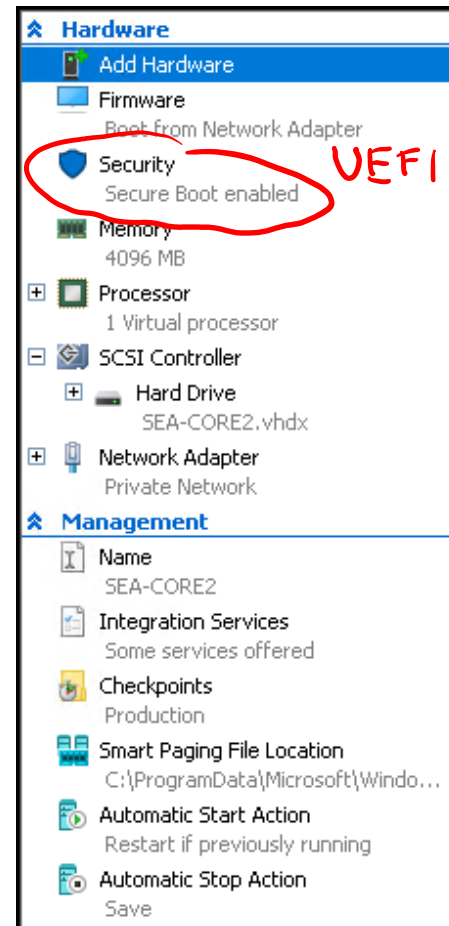 Hardware
Add Hardware
Firmware
Boot from Network Adapter
Security
UEFI
Secure Boot enabled
Memory
4096 MB
Processor
1 Virtual processor
SCSI Controller
Hard Drive
SEA-CORE2.vhdx
Network Adapter
Private Network
Management
Name
SEA-CORE2
Integration Services
Some services offered
Checkpoints
Production
Smart Paging File Location
C:\ProgramData\Microsoft\Windo...
Automatic Start Action
Restart if previously running
Automatic Stop Action
Save